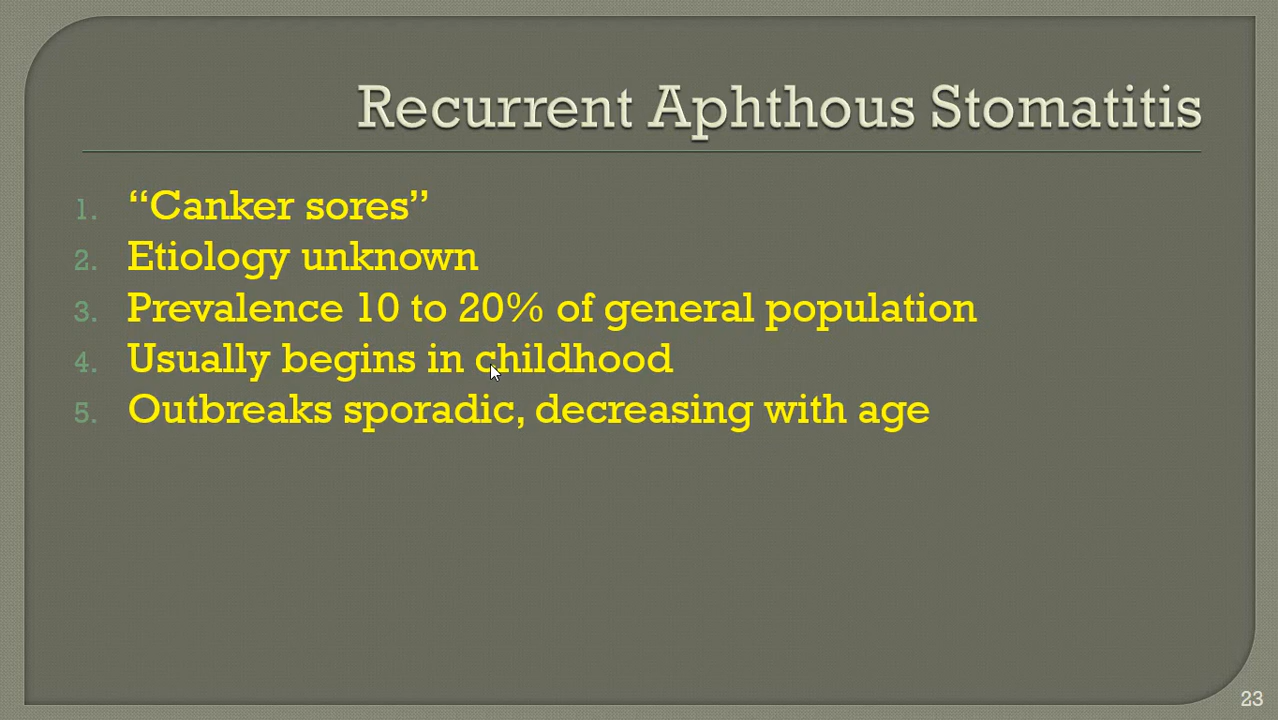 Recurrent Aphthous Stomatitis
1. “Canker sores”
2. Etiology unknown
3. Prevalence 10 to 20% of general population
4. Usually begins in childhood
5. Outbreaks sporadic, decreasing with age
23